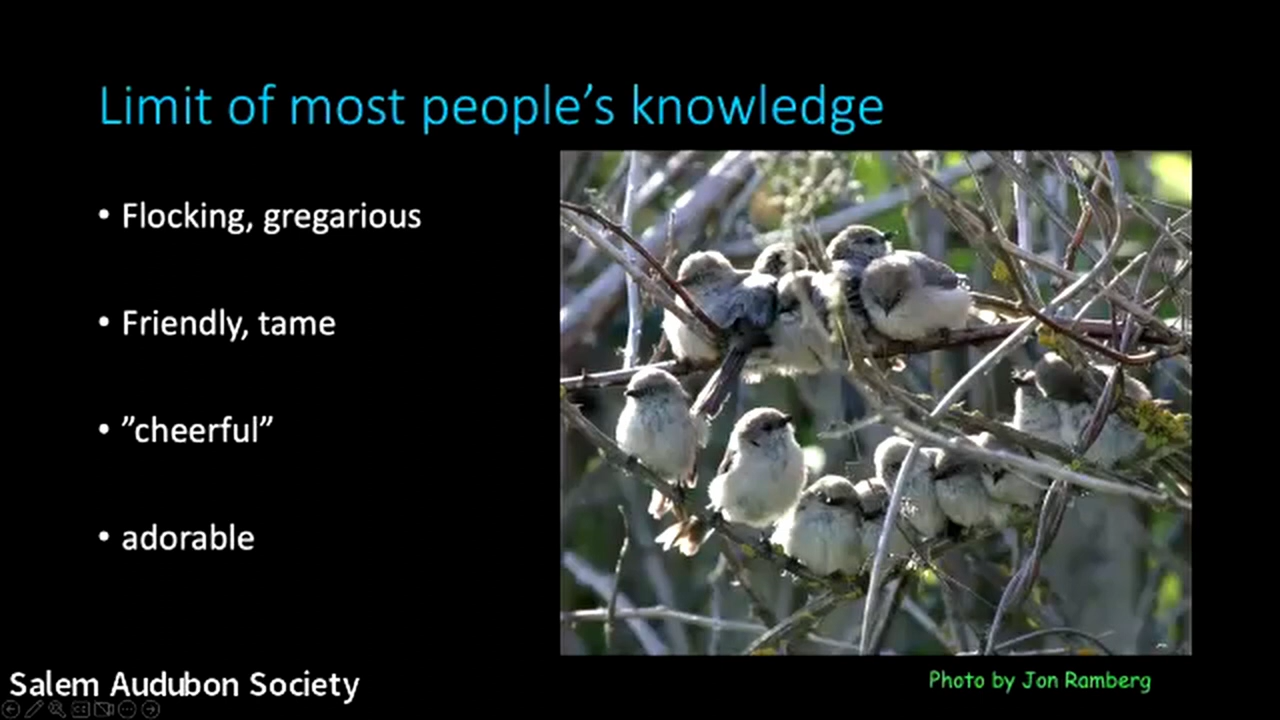 Limit of most people’s knowledge
• Flocking, gregarious
• Friendly, tame
• ”cheerful”
• adorable
Salem Audubon Society
Photo by Jon Ramberg